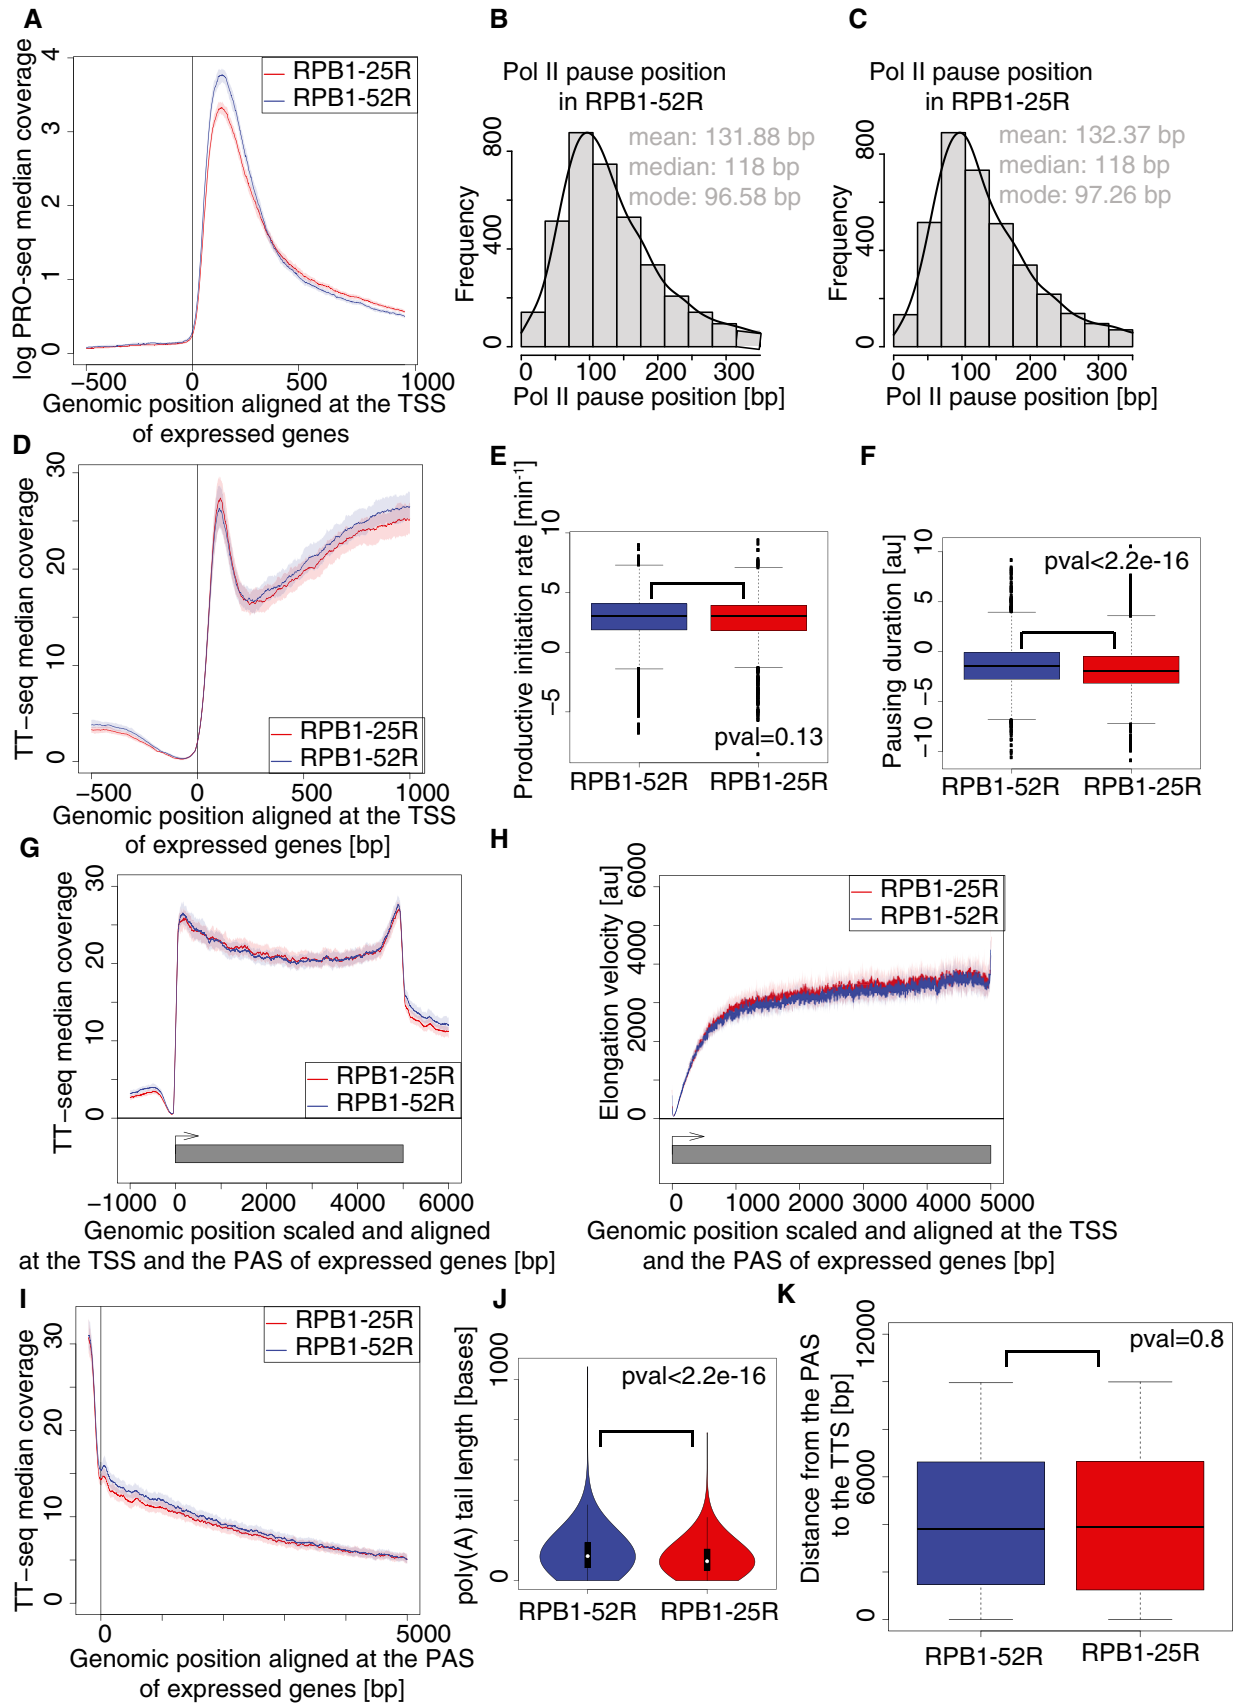 A
log PRO-seq median coverage
0 1 2 3 4
RPB1-25R
RPB1-52R
−500 0 500 1000
Genomic position aligned at the TSS
of expressed genes
B
Pol II pause position
in RPB1-52R
mean: 131.88 bp
median: 118 bp
mode: 96.58 bp
Frequency
0 400 800
0 100 200 300
Pol II pause position [bp]
C
Pol II pause position
in RPB1-25R
mean: 132.37 bp
median: 118 bp
mode: 97.26 bp
Frequency
0 400 800
0 100 200 300
Pol II pause position [bp]
D
TT−seq median coverage
0 10 20 30
RPB1-25R
RPB1-52R
−500 0 500 1000
Genomic position aligned at the TSS
of expressed genes [bp]
E
Productive initiation rate [min-1]
−5 0 5 10
pval=0.13
RPB1-52R RPB1-25R
F
Pausing duration [au]
−10 −5 0 5 10
pval<2.2e-16
RPB1-52R RPB1-25R
G
TT−seq median coverage
0 10 20 30
RPB1-25R
RPB1-52R
−1000 0 2000 4000 6000
Genomic position scaled and aligned
at the TSS and the PAS of expressed genes [bp]
H
Elongation velocity [au]
0 2000 4000 6000
RPB1-25R
RPB1-52R
0 1000 2000 3000 4000 5000
Genomic position scaled and aligned at the TSS
and the PAS of expressed genes [bp]
I
TT−seq median coverage
0 10 20 30
RPB1-25R
RPB1-52R
0 5000
Genomic position aligned at the PAS
of expressed genes [bp]
J
poly(A) tail length [bases]
0 1000
pval<2.2e-16
RPB1-52R RPB1-25R
K
Distance from the PAS
to the TTS [bp]
0 6000 12000
pval=0.8
RPB1-52R RPB1-25R